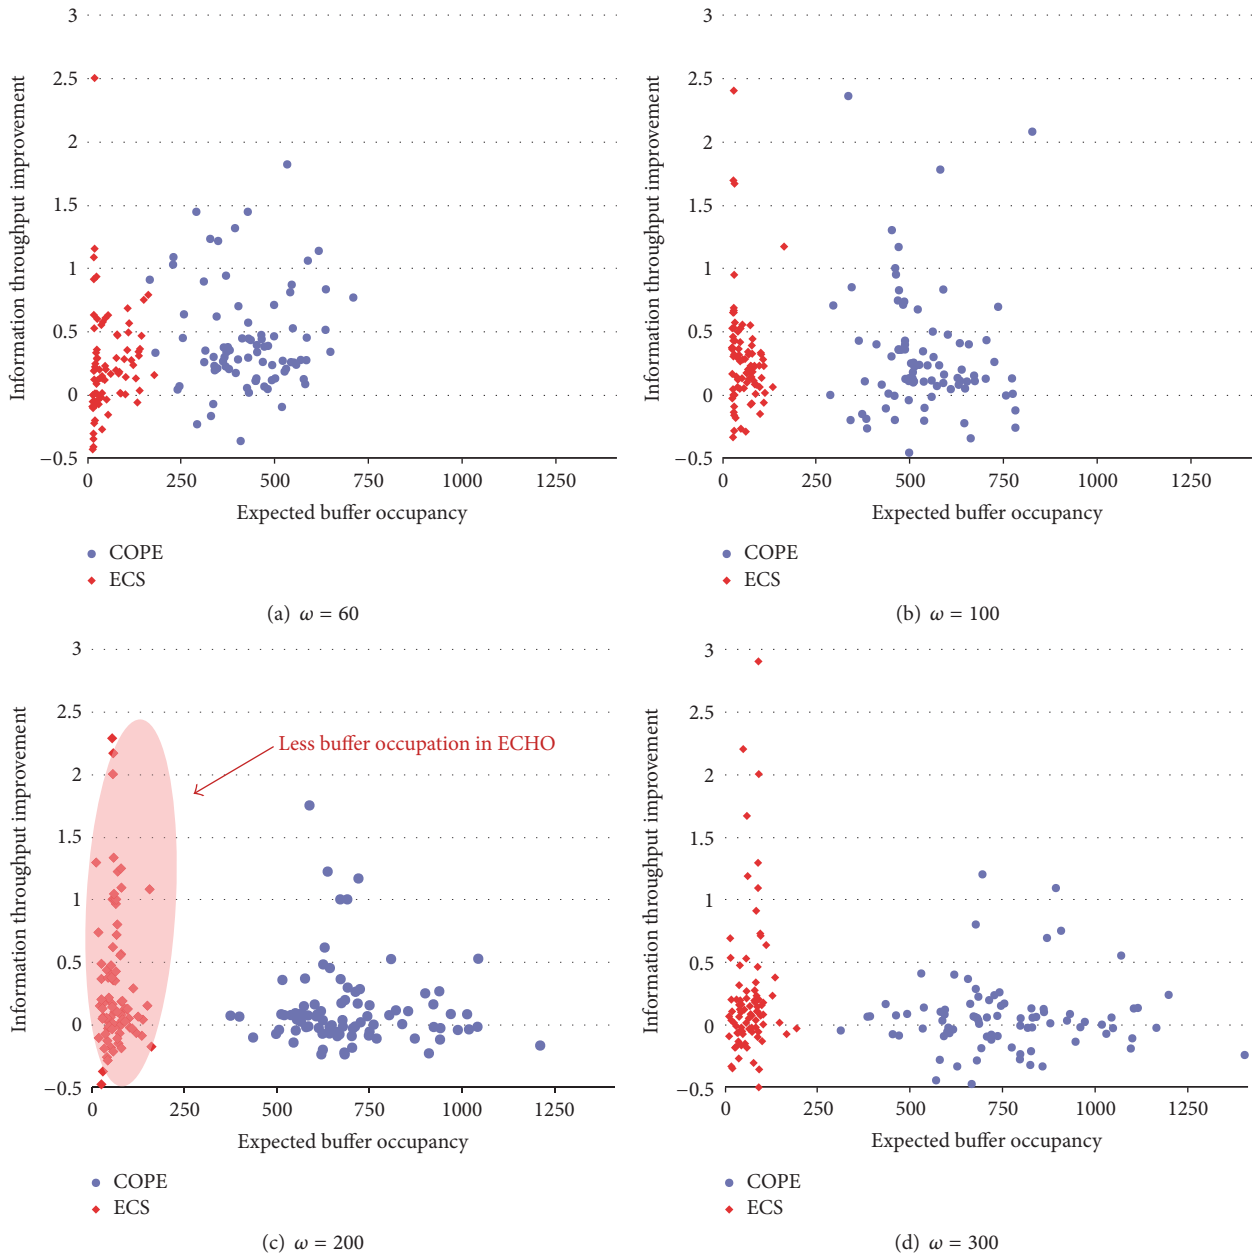 3
2.5
2
1.5
1
0.5
0
−0.5
Information throughput improvement
0 250 500 750 1000 1250
Expected buffer occupancy
COPE
ECS
(a) ω = 60
3
2.5
2
1.5
1
0.5
0
−0.5
Information throughput improvement
0 250 500 750 1000 1250
Expected buffer occupancy
COPE
ECS
(b) ω = 100
3
2.5
2
1.5
1
0.5
0
−0.5
Information throughput improvement
Less buffer occupation in ECHO
0 250 500 750 1000 1250
Expected buffer occupancy
COPE
ECS
(c) ω = 200
3
2.5
2
1.5
1
0.5
0
−0.5
Information throughput improvement
0 250 500 750 1000 1250
Expected buffer occupancy
COPE
ECS
(d) ω = 300